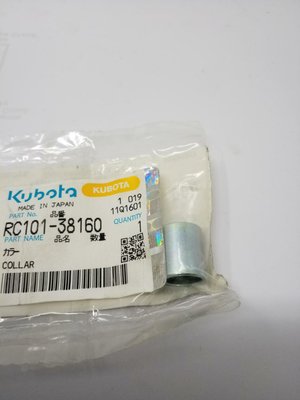 Kubota KUBOTA
MADE IN JAPAN 1 019
PART No. 品番 11Q1601
RC101-38160 QUANTITY
PART NAME 品名 数量 1
カラー
COLLAR